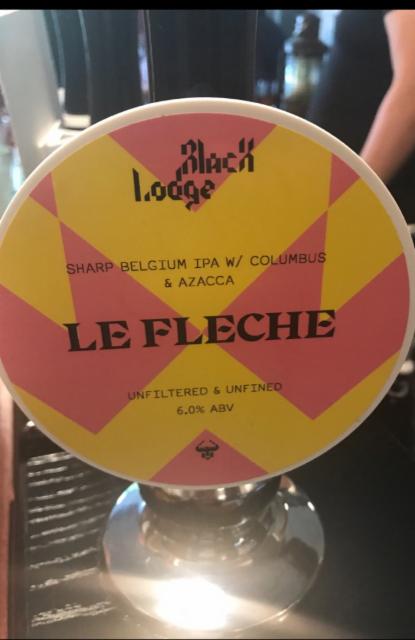 Black
Lodge
SHARP BELGIUM IPA W/ COLUMBUS
& AZACCA
LE FLECHE
UNFILTERED & UNFINED
6.0% ABV